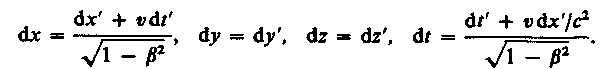 dx = (dx′ + v dt′)/√(1 − β²), dy = dy′, dz = dz′, dt = (dt′ + v dx′/c²)/√(1 − β²).